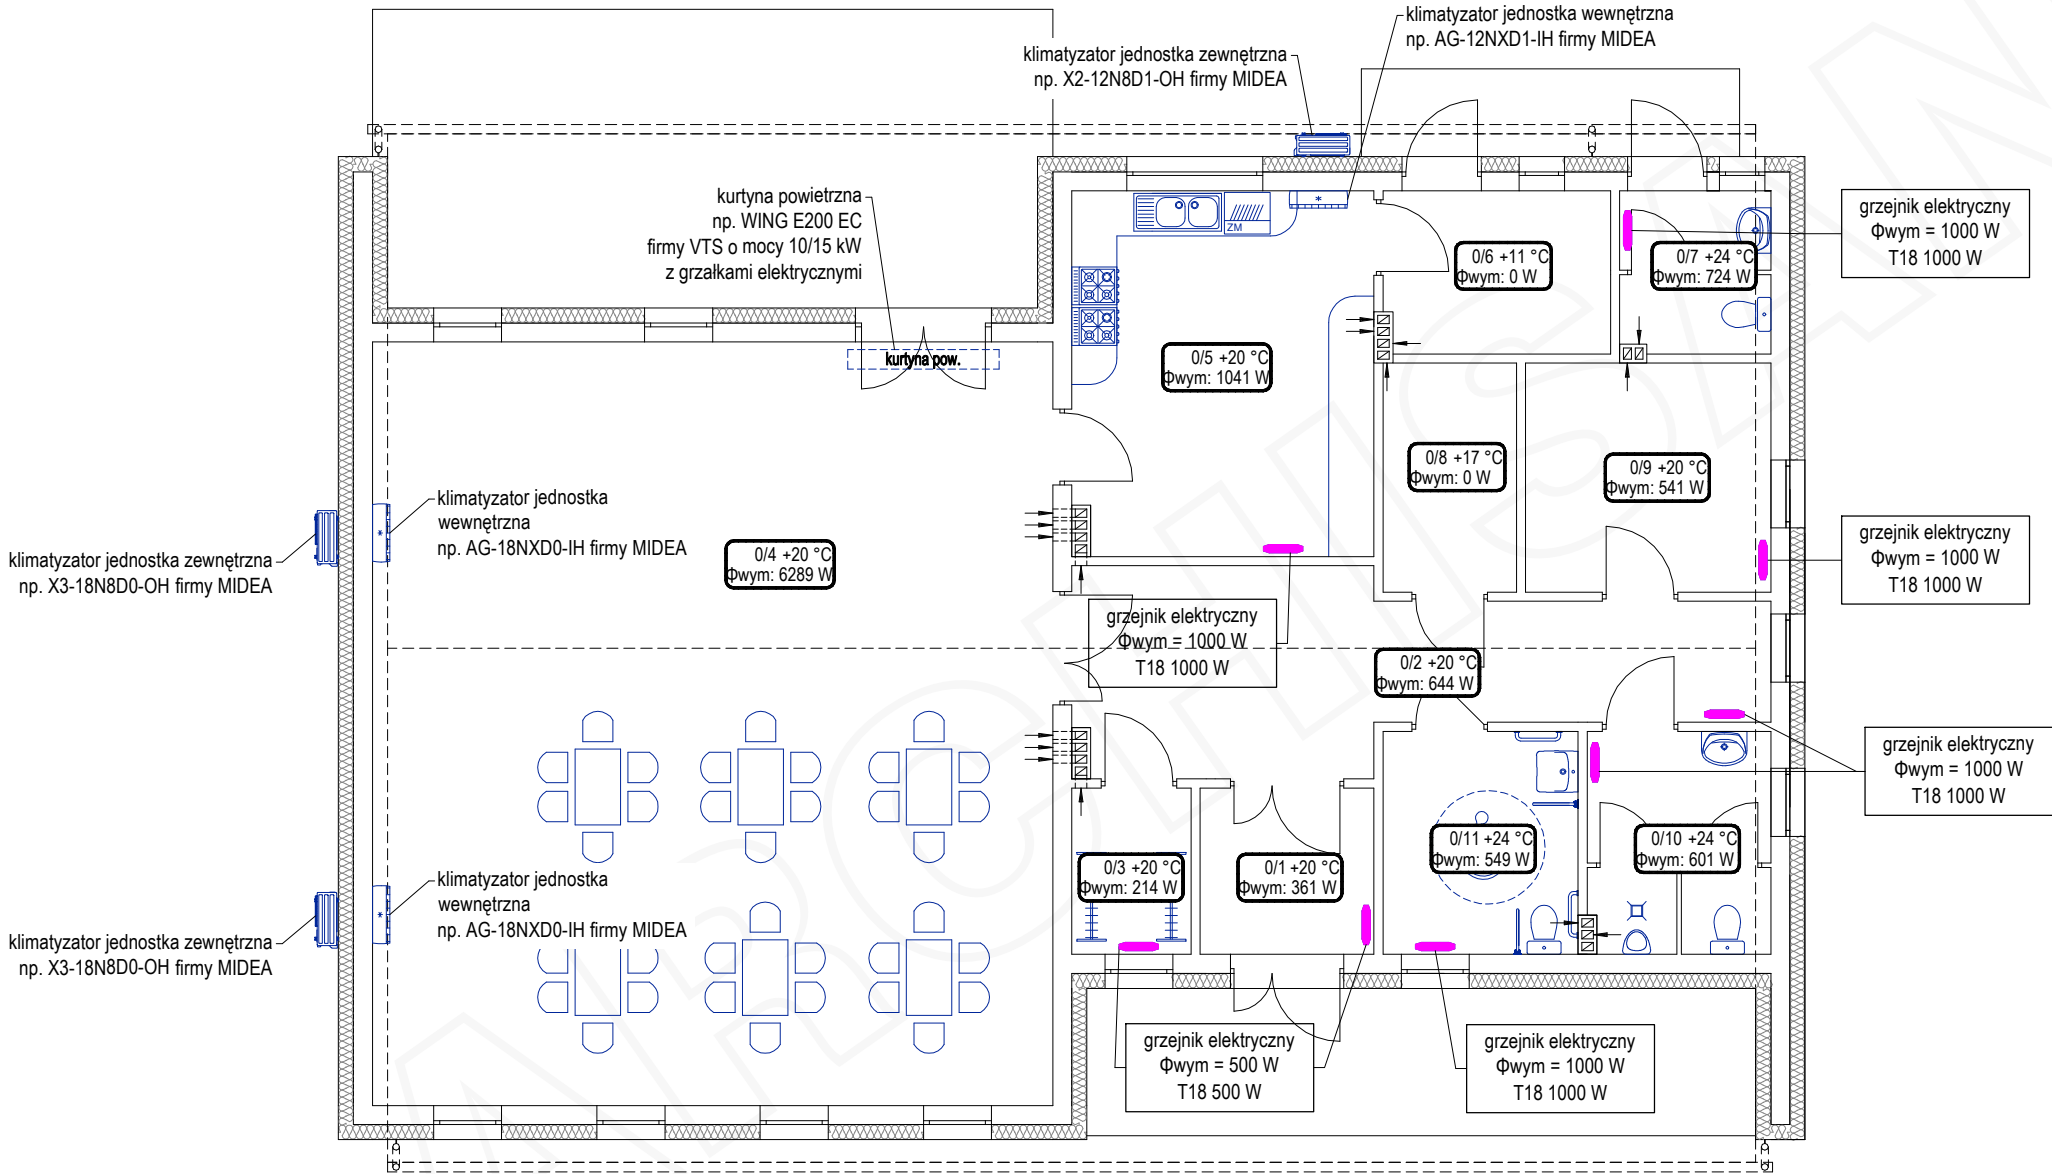 klimatyzator jednostka wewnętrzna
np. AG-12NXD1-IH firmy MIDEA
klimatyzator jednostka zewnętrzna
np. X2-12N8D1-OH firmy MIDEA
kurtyna powietrzna
np. WING E200 EC
firmy VTS o mocy 10/15 kW
z grzałkami elektrycznymi
kurtyna pow.
ZM
*
0/6 +11 °C
Φwym: 0 W
0/7 +24 °C
Φwym: 724 W
grzejnik elektryczny
Φwym = 1000 W
T18 1000 W
0/5 +20 °C
Φwym: 1041 W
0/8 +17 °C
Φwym: 0 W
0/9 +20 °C
Φwym: 541 W
klimatyzator jednostka
wewnętrzna
np. AG-18NXD0-IH firmy MIDEA
*
klimatyzator jednostka zewnętrzna
np. X3-18N8D0-OH firmy MIDEA
0/4 +20 °C
Φwym: 6289 W
grzejnik elektryczny
Φwym = 1000 W
T18 1000 W
grzejnik elektryczny
Φwym = 1000 W
T18 1000 W
0/2 +20 °C
Φwym: 644 W
grzejnik elektryczny
Φwym = 1000 W
T18 1000 W
0/3 +20 °C
Φwym: 214 W
0/1 +20 °C
Φwym: 361 W
0/11 +24 °C
Φwym: 549 W
0/10 +24 °C
Φwym: 601 W
klimatyzator jednostka
wewnętrzna
np. AG-18NXD0-IH firmy MIDEA
*
klimatyzator jednostka zewnętrzna
np. X3-18N8D0-OH firmy MIDEA
grzejnik elektryczny
Φwym = 500 W
T18 500 W
grzejnik elektryczny
Φwym = 1000 W
T18 1000 W
ARCHISAN